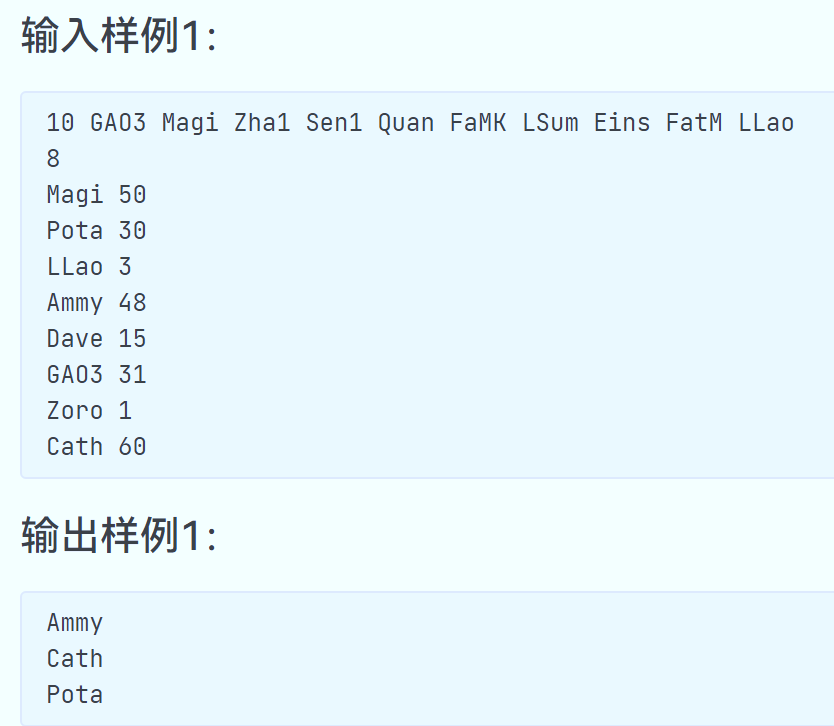 输入样例1:
10 GAO3 Magi Zha1 Sen1 Quan FaMK LSum Eins FatM LLao
8
Magi 50
Pota 30
LLao 3
Ammy 48
Dave 15
GAO3 31
Zoro 1
Cath 60
输出样例1:
Ammy
Cath
Pota